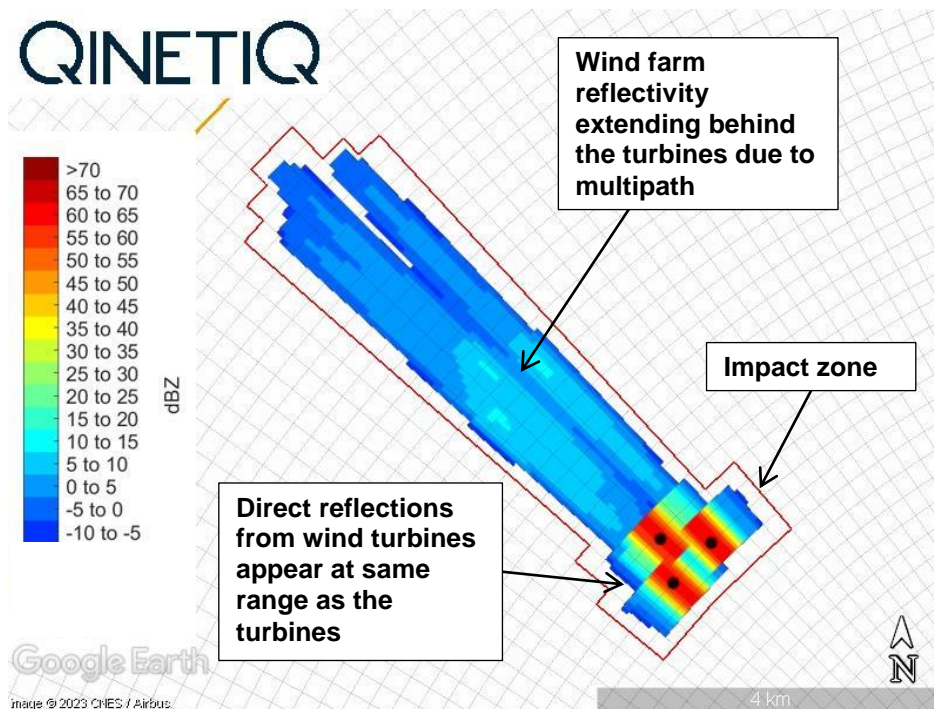 QINETIQ
Wind farm
reflectivity
extending behind
the turbines due to
multipath
>70
65 to 70
60 to 65
55 to 60
50 to 55
45 to 50
40 to 45
35 to 40
30 to 35
25 to 30
20 to 25
15 to 20
10 to 15
5 to 10
0 to 5
-5 to 0
-10 to -5
dBZ
Impact zone
Direct reflections
from wind turbines
appear at same
range as the
turbines
Google Earth
image © 2023 CNES / Airbus
N
4 km